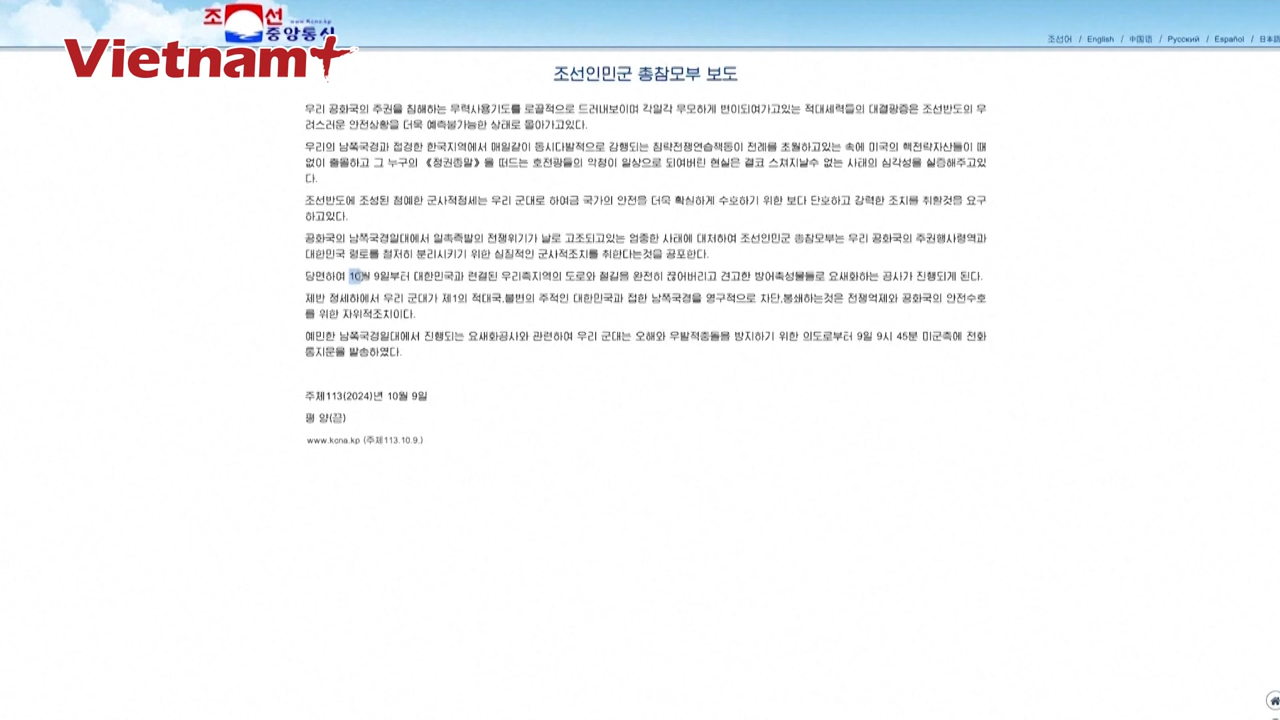 조선
www.kcna.kp
중앙통신
Vietnam+
조선어 / English / 中国语 / Русский / Español / 日本語
조선인민군 총참모부 보도
우리 공화국의 주권을 침해하는 무력사용기도를 로골적으로 드러내보이며 각일각 무모하게 번이되여가고있는 적대세력들의 대결광증은 조선반도의 우
려스러운 안전상황을 더욱 예측불가능한 상태로 몰아가고있다.
우리의 남쪽국경과 접경한 한국지역에서 매일같이 동시다발적으로 감행되는 침략전쟁연습책동이 전례를 초월하고있는 속에 미국의 핵전략자산들이 때
없이 출몰하고 그 누구의 《정권종말》을 떠드는 호전광들의 악청이 일상으로 되여버린 현실은 결코 스쳐지날수 없는 사태의 심각성을 실증해주고있
다.
조선반도에 조성된 첨예한 군사적정세는 우리 군대로 하여금 국가의 안전을 더욱 확실하게 수호하기 위한 보다 단호하고 강력한 조치를 취할것을 요구
하고있다.
공화국의 남쪽국경일대에서 일촉즉발의 전쟁위기가 날로 고조되고있는 엄중한 사태에 대처하여 조선인민군 총참모부는 우리 공화국의 주권행사령역과
대한민국 령토를 철저히 분리시키기 위한 실질적인 군사적조치를 취한다는것을 공포한다.
당면하여 10월 9일부터 대한민국과 련결된 우리측지역의 도로와 철길을 완전히 끊어버리고 견고한 방어축성물들로 요새화하는 공사가 진행되게 된다.
제반 정세하에서 우리 군대가 제1의 적대국,불변의 주적인 대한민국과 접한 남쪽국경을 영구적으로 차단,봉쇄하는것은 전쟁억제와 공화국의 안전수호
를 위한 자위적조치이다.
예민한 남쪽국경일대에서 진행되는 요새화공사와 관련하여 우리 군대는 오해와 우발적충돌을 방지하기 위한 의도로부터 9일 9시 45분 미군측에 전화
통지문을 발송하였다.
주체113(2024)년 10월 9일
평 양(끝)
www.kcna.kp (주체113.10.9.)